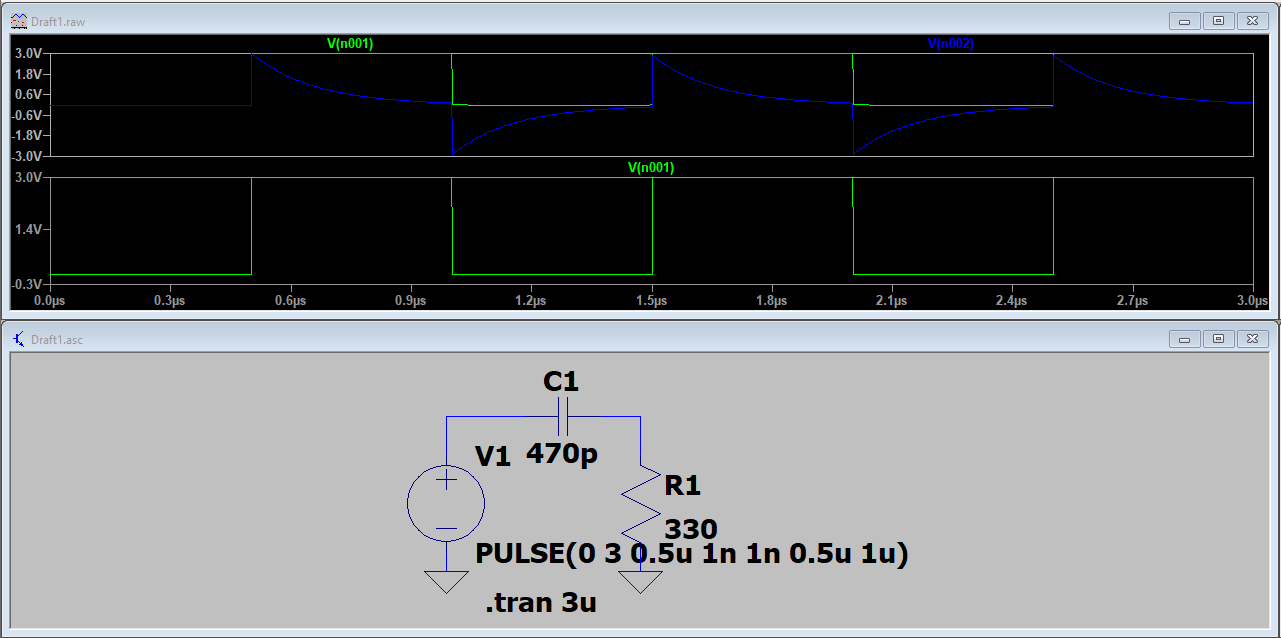 Draft1.raw
V(n001) V(n002)
3.0V
1.8V
0.6V
-0.6V
-1.8V
-3.0V
V(n001)
3.0V
1.4V
-0.3V
0.0µs 0.3µs 0.6µs 0.9µs 1.2µs 1.5µs 1.8µs 2.1µs 2.4µs 2.7µs 3.0µs
Draft1.asc
C1
V1 470p
R1
330
PULSE(0 3 0.5u 1n 1n 0.5u 1u)
.tran 3u